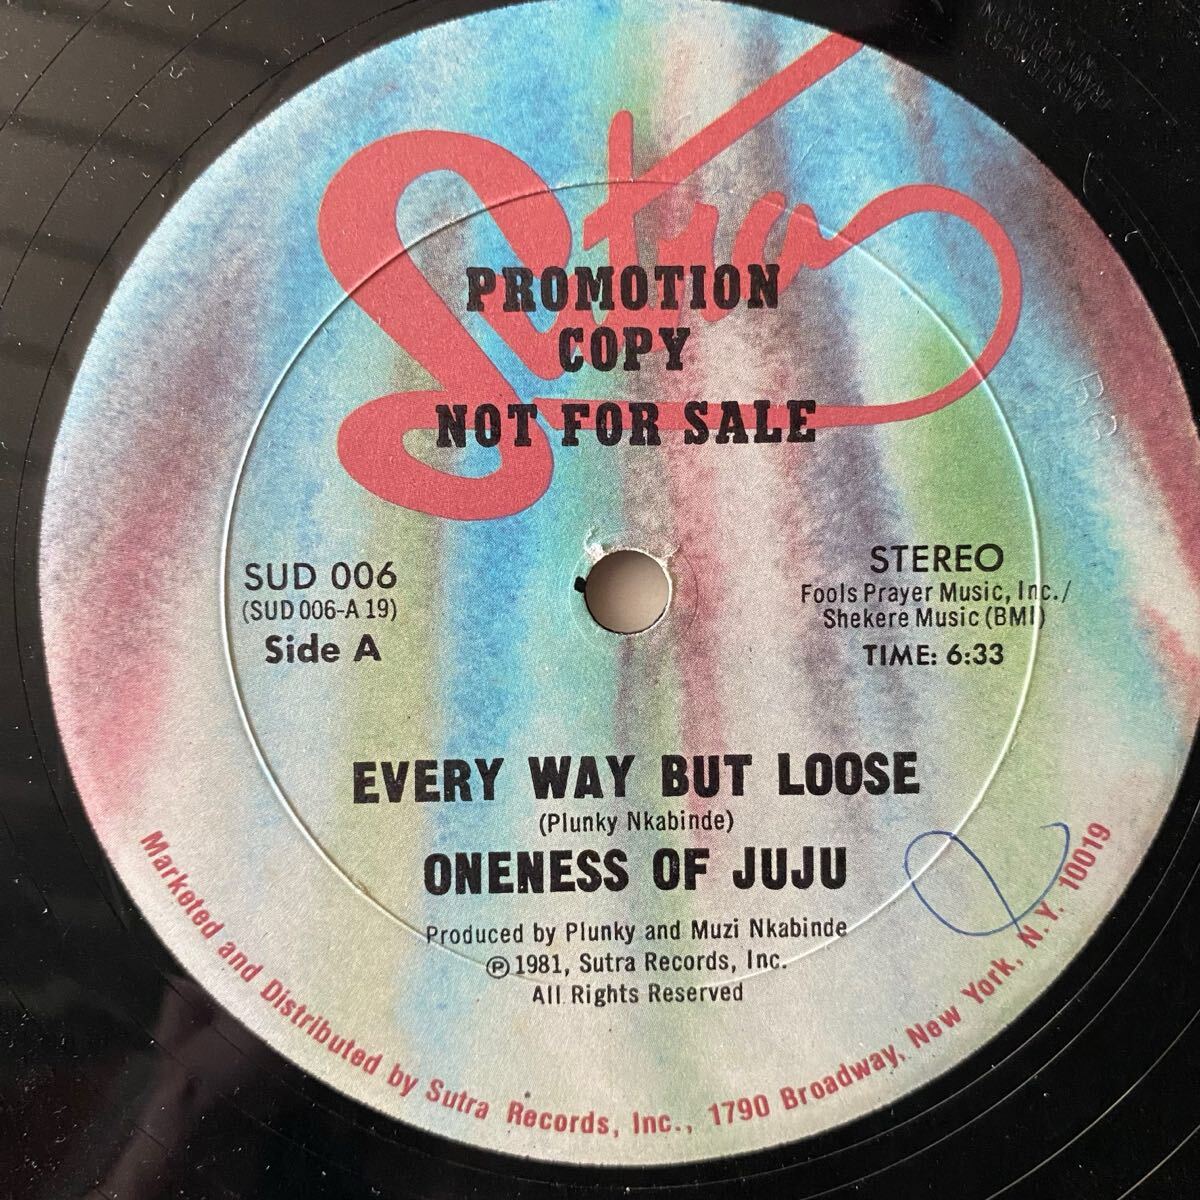 Sutra
PROMOTION
COPY
NOT FOR SALE
SUD 006
(SUD 006-A 19)
Side A
STEREO
Fools Prayer Music, Inc./
Shekere Music (BMI)
TIME: 6:33
EVERY WAY BUT LOOSE
(Plunky Nkabinde)
ONENESS OF JUJU
Produced by Plunky and Muzi Nkabinde
Ⓟ 1981, Sutra Records, Inc.
All Rights Reserved
Marketed and Distributed by Sutra Records, Inc., 1790 Broadway, New York, N.Y. 10019